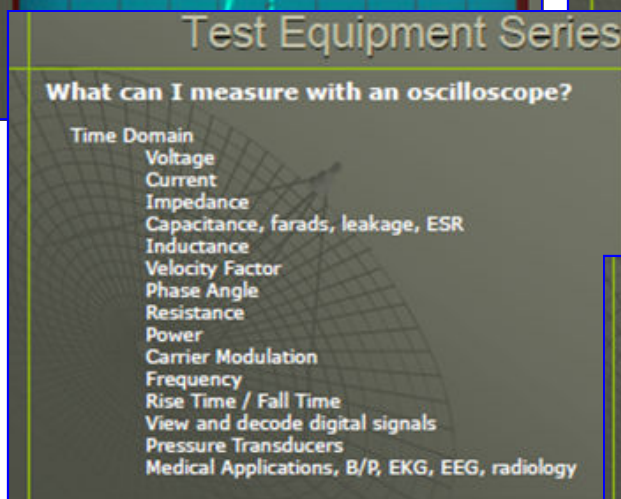 Test Equipment Series
What can I measure with an oscilloscope?
Time Domain
Voltage
Current
Impedance
Capacitance, farads, leakage, ESR
Inductance
Velocity Factor
Phase Angle
Resistance
Power
Carrier Modulation
Frequency
Rise Time / Fall Time
View and decode digital signals
Pressure Transducers
Medical Applications, B/P, EKG, EEG, radiology